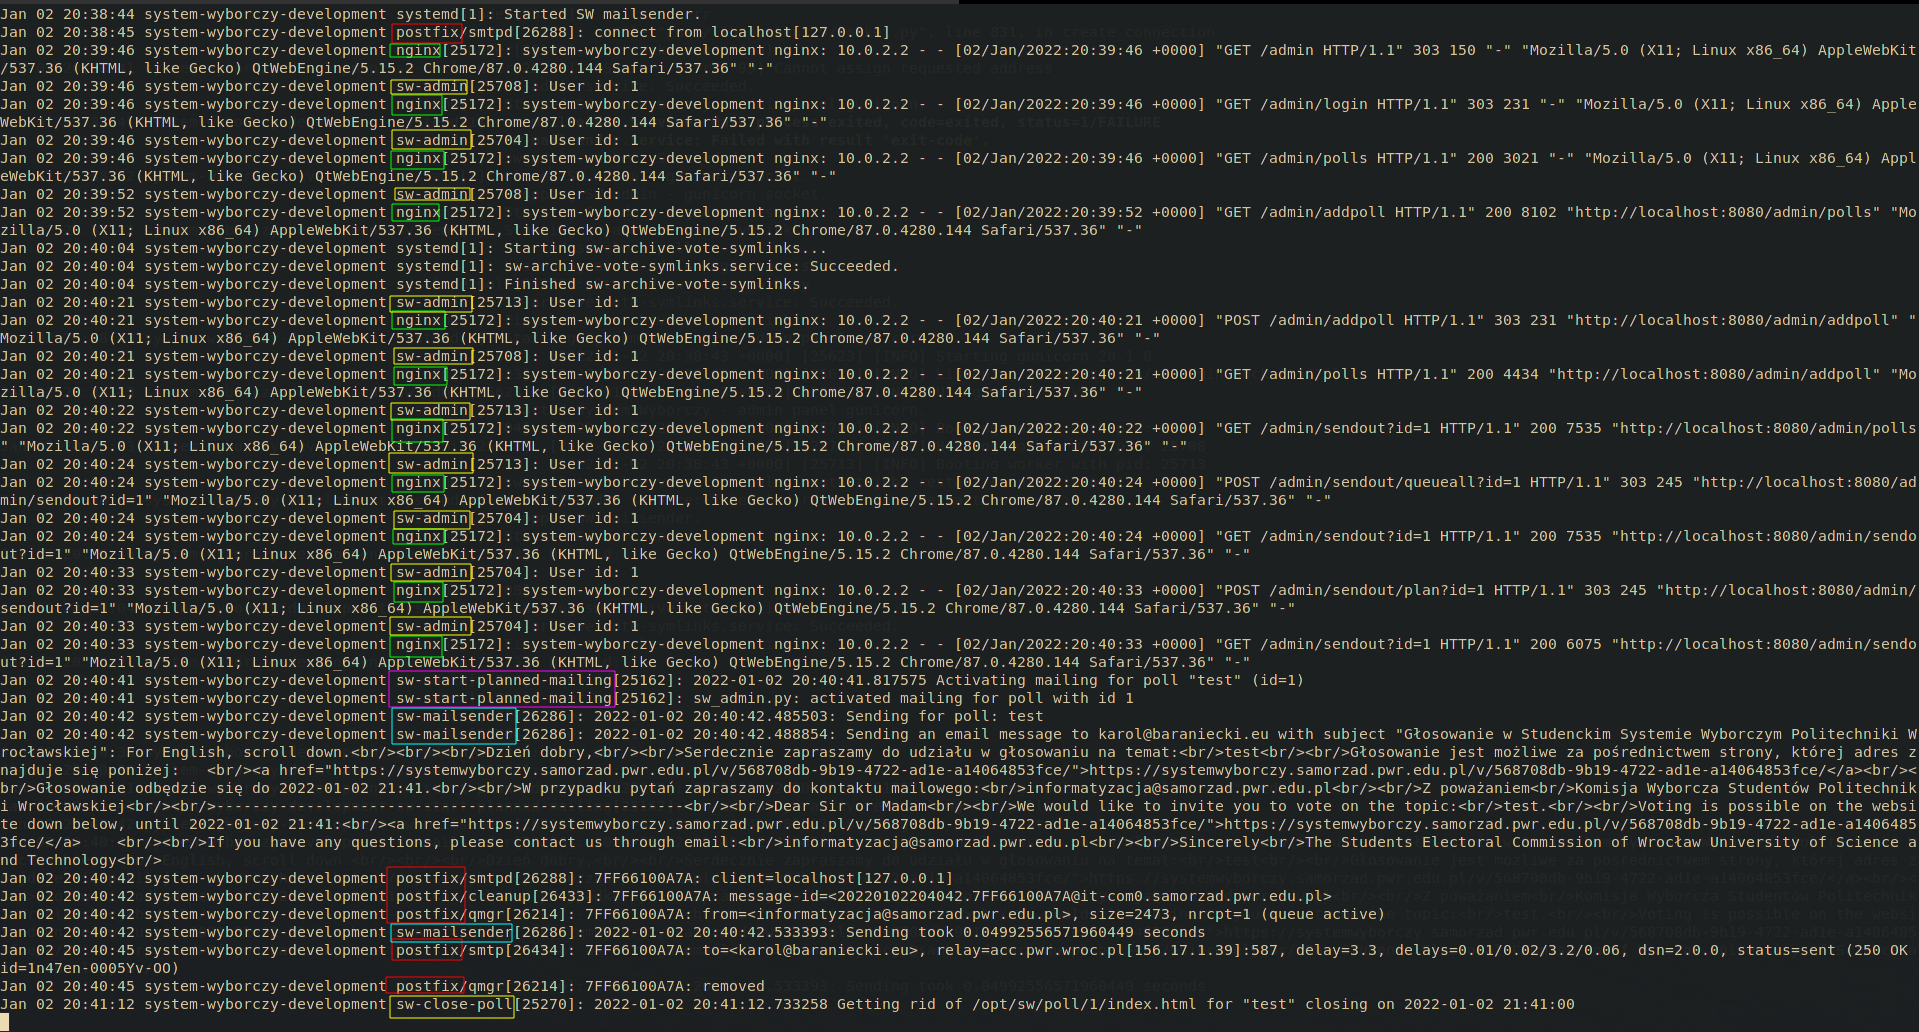 Jan 02 20:38:44 system-wyborczy-development systemd[1]: Started SW mailsender.
Jan 02 20:38:45 system-wyborczy-development postfix/smtpd[26288]: connect from localhost[127.0.0.1]
Jan 02 20:39:46 system-wyborczy-development nginx[25172]: system-wyborczy-development nginx: 10.0.2.2 - - [02/Jan/2022:20:39:46 +0000] "GET /admin HTTP/1.1" 303 150 "-" "Mozilla/5.0 (X11; Linux x86_64) AppleWebKit
/537.36 (KHTML, like Gecko) QtWebEngine/5.15.2 Chrome/87.0.4280.144 Safari/537.36" "-"
Jan 02 20:39:46 system-wyborczy-development sw-admin[25708]: User id: 1
Jan 02 20:39:46 system-wyborczy-development nginx[25172]: system-wyborczy-development nginx: 10.0.2.2 - - [02/Jan/2022:20:39:46 +0000] "GET /admin/login HTTP/1.1" 303 231 "-" "Mozilla/5.0 (X11; Linux x86_64) Apple
WebKit/537.36 (KHTML, like Gecko) QtWebEngine/5.15.2 Chrome/87.0.4280.144 Safari/537.36" "-"
Jan 02 20:39:46 system-wyborczy-development sw-admin[25704]: User id: 1
Jan 02 20:39:46 system-wyborczy-development nginx[25172]: system-wyborczy-development nginx: 10.0.2.2 - - [02/Jan/2022:20:39:46 +0000] "GET /admin/polls HTTP/1.1" 200 3021 "-" "Mozilla/5.0 (X11; Linux x86_64) Appl
eWebKit/537.36 (KHTML, like Gecko) QtWebEngine/5.15.2 Chrome/87.0.4280.144 Safari/537.36" "-"
Jan 02 20:39:52 system-wyborczy-development sw-admin[25708]: User id: 1
Jan 02 20:39:52 system-wyborczy-development nginx[25172]: system-wyborczy-development nginx: 10.0.2.2 - - [02/Jan/2022:20:39:52 +0000] "GET /admin/addpoll HTTP/1.1" 200 8102 "http://localhost:8080/admin/polls" "Mo
zilla/5.0 (X11; Linux x86_64) AppleWebKit/537.36 (KHTML, like Gecko) QtWebEngine/5.15.2 Chrome/87.0.4280.144 Safari/537.36" "-"
Jan 02 20:40:04 system-wyborczy-development systemd[1]: Starting sw-archive-vote-symlinks...
Jan 02 20:40:04 system-wyborczy-development systemd[1]: sw-archive-vote-symlinks.service: Succeeded.
Jan 02 20:40:04 system-wyborczy-development systemd[1]: Finished sw-archive-vote-symlinks.
Jan 02 20:40:21 system-wyborczy-development sw-admin[25713]: User id: 1
Jan 02 20:40:21 system-wyborczy-development nginx[25172]: system-wyborczy-development nginx: 10.0.2.2 - - [02/Jan/2022:20:40:21 +0000] "POST /admin/addpoll HTTP/1.1" 303 231 "http://localhost:8080/admin/addpoll" "
Mozilla/5.0 (X11; Linux x86_64) AppleWebKit/537.36 (KHTML, like Gecko) QtWebEngine/5.15.2 Chrome/87.0.4280.144 Safari/537.36" "-"
Jan 02 20:40:21 system-wyborczy-development sw-admin[25708]: User id: 1
Jan 02 20:40:21 system-wyborczy-development nginx[25172]: system-wyborczy-development nginx: 10.0.2.2 - - [02/Jan/2022:20:40:21 +0000] "GET /admin/polls HTTP/1.1" 200 4434 "http://localhost:8080/admin/addpoll" "Mo
zilla/5.0 (X11; Linux x86_64) AppleWebKit/537.36 (KHTML, like Gecko) QtWebEngine/5.15.2 Chrome/87.0.4280.144 Safari/537.36" "-"
Jan 02 20:40:22 system-wyborczy-development sw-admin[25713]: User id: 1
Jan 02 20:40:22 system-wyborczy-development nginx[25172]: system-wyborczy-development nginx: 10.0.2.2 - - [02/Jan/2022:20:40:22 +0000] "GET /admin/sendout?id=1 HTTP/1.1" 200 7535 "http://localhost:8080/admin/polls
" "Mozilla/5.0 (X11; Linux x86_64) AppleWebKit/537.36 (KHTML, like Gecko) QtWebEngine/5.15.2 Chrome/87.0.4280.144 Safari/537.36" "-"
Jan 02 20:40:24 system-wyborczy-development sw-admin[25713]: User id: 1
Jan 02 20:40:24 system-wyborczy-development nginx[25172]: system-wyborczy-development nginx: 10.0.2.2 - - [02/Jan/2022:20:40:24 +0000] "POST /admin/sendout/queueall?id=1 HTTP/1.1" 303 245 "http://localhost:8080/ad
min/sendout?id=1" "Mozilla/5.0 (X11; Linux x86_64) AppleWebKit/537.36 (KHTML, like Gecko) QtWebEngine/5.15.2 Chrome/87.0.4280.144 Safari/537.36" "-"
Jan 02 20:40:24 system-wyborczy-development sw-admin[25704]: User id: 1
Jan 02 20:40:24 system-wyborczy-development nginx[25172]: system-wyborczy-development nginx: 10.0.2.2 - - [02/Jan/2022:20:40:24 +0000] "GET /admin/sendout?id=1 HTTP/1.1" 200 7535 "http://localhost:8080/admin/sendo
ut?id=1" "Mozilla/5.0 (X11; Linux x86_64) AppleWebKit/537.36 (KHTML, like Gecko) QtWebEngine/5.15.2 Chrome/87.0.4280.144 Safari/537.36" "-"
Jan 02 20:40:33 system-wyborczy-development sw-admin[25704]: User id: 1
Jan 02 20:40:33 system-wyborczy-development nginx[25172]: system-wyborczy-development nginx: 10.0.2.2 - - [02/Jan/2022:20:40:33 +0000] "POST /admin/sendout/plan?id=1 HTTP/1.1" 303 245 "http://localhost:8080/admin/
sendout?id=1" "Mozilla/5.0 (X11; Linux x86_64) AppleWebKit/537.36 (KHTML, like Gecko) QtWebEngine/5.15.2 Chrome/87.0.4280.144 Safari/537.36" "-"
Jan 02 20:40:33 system-wyborczy-development sw-admin[25704]: User id: 1
Jan 02 20:40:33 system-wyborczy-development nginx[25172]: system-wyborczy-development nginx: 10.0.2.2 - - [02/Jan/2022:20:40:33 +0000] "GET /admin/sendout?id=1 HTTP/1.1" 200 6075 "http://localhost:8080/admin/sendo
ut?id=1" "Mozilla/5.0 (X11; Linux x86_64) AppleWebKit/537.36 (KHTML, like Gecko) QtWebEngine/5.15.2 Chrome/87.0.4280.144 Safari/537.36" "-"
Jan 02 20:40:41 system-wyborczy-development sw-start-planned-mailing[25162]: 2022-01-02 20:40:41.817575 Activating mailing for poll "test" (id=1)
Jan 02 20:40:41 system-wyborczy-development sw-start-planned-mailing[25162]: sw_admin.py: activated mailing for poll with id 1
Jan 02 20:40:42 system-wyborczy-development sw-mailsender[26286]: 2022-01-02 20:40:42.485503: Sending for poll: test
Jan 02 20:40:42 system-wyborczy-development sw-mailsender[26286]: 2022-01-02 20:40:42.488854: Sending an email message to karol@baraniecki.eu with subject "Głosowanie w Studenckim Systemie Wyborczym Politechniki W
rocławskiej": For English, scroll down.<br/><br/>Dzień dobry,<br/><br/>Serdecznie zapraszamy do udziału w głosowaniu na temat:<br/>test<br/><br/>Głosowanie jest możliwe za pośrednictwem strony, której adres z
najduje się poniżej:   <br/><a href="https://systemwyborczy.samorzad.pwr.edu.pl/v/568708db-9b19-4722-ad1e-a14064853fce/">https://systemwyborczy.samorzad.pwr.edu.pl/v/568708db-9b19-4722-ad1e-a14064853fce/</a><br/><
br/>Głosowanie odbędzie się do 2022-01-02 21:41.<br/><br/>W przypadku pytań zapraszamy do kontaktu mailowego:<br/>informatyzacja@samorzad.pwr.edu.pl<br/><br/>Z poważaniem<br/>Komisja Wyborcza Studentów Politechnik
i Wrocławskiej<br/><br/>----------------------------------------------------<br/><br/>Dear Sir or Madam<br/><br/>We would like to invite you to vote on the topic:<br/>test.<br/><br/>Voting is possible on the websi
te down below, until 2022-01-02 21:41:<br/><a href="https://systemwyborczy.samorzad.pwr.edu.pl/v/568708db-9b19-4722-ad1e-a14064853fce/">https://systemwyborczy.samorzad.pwr.edu.pl/v/568708db-9b19-4722-ad1e-a1406485
3fce/</a>    <br/><br/>If you have any questions, please contact us through email:<br/>informatyzacja@samorzad.pwr.edu.pl<br/><br/>Sincerely<br/>The Students Electoral Commission of Wrocław University of Science a
nd Technology<br/>
Jan 02 20:40:42 system-wyborczy-development postfix/smtpd[26288]: 7FF66100A7A: client=localhost[127.0.0.1]
Jan 02 20:40:42 system-wyborczy-development postfix/cleanup[26433]: 7FF66100A7A: message-id=<20220102204042.7FF66100A7A@it-com0.samorzad.pwr.edu.pl>
Jan 02 20:40:42 system-wyborczy-development postfix/qmgr[26214]: 7FF66100A7A: from=<informatyzacja@samorzad.pwr.edu.pl>, size=2473, nrcpt=1 (queue active)
Jan 02 20:40:42 system-wyborczy-development sw-mailsender[26286]: 2022-01-02 20:40:42.533393: Sending took 0.04992556571960449 seconds
Jan 02 20:40:45 system-wyborczy-development postfix/smtp[26434]: 7FF66100A7A: to=<karol@baraniecki.eu>, relay=acc.pwr.wroc.pl[156.17.1.39]:587, delay=3.3, delays=0.01/0.02/3.2/0.06, dsn=2.0.0, status=sent (250 OK
id=1n47en-0005Yv-OO)
Jan 02 20:40:45 system-wyborczy-development postfix/qmgr[26214]: 7FF66100A7A: removed
Jan 02 20:41:12 system-wyborczy-development sw-close-poll[25270]: 2022-01-02 20:41:12.733258 Getting rid of /opt/sw/poll/1/index.html for "test" closing on 2022-01-02 21:41:00